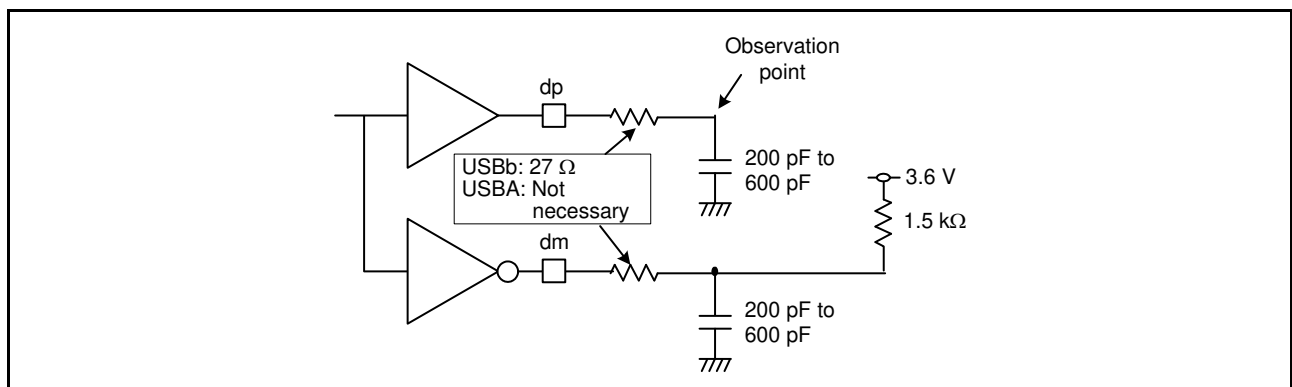 Observation
point
dp
200 pF to
600 pF
USBb: 27 Ω
USBA: Not
necessary
3.6 V
1.5 kΩ
dm
200 pF to
600 pF